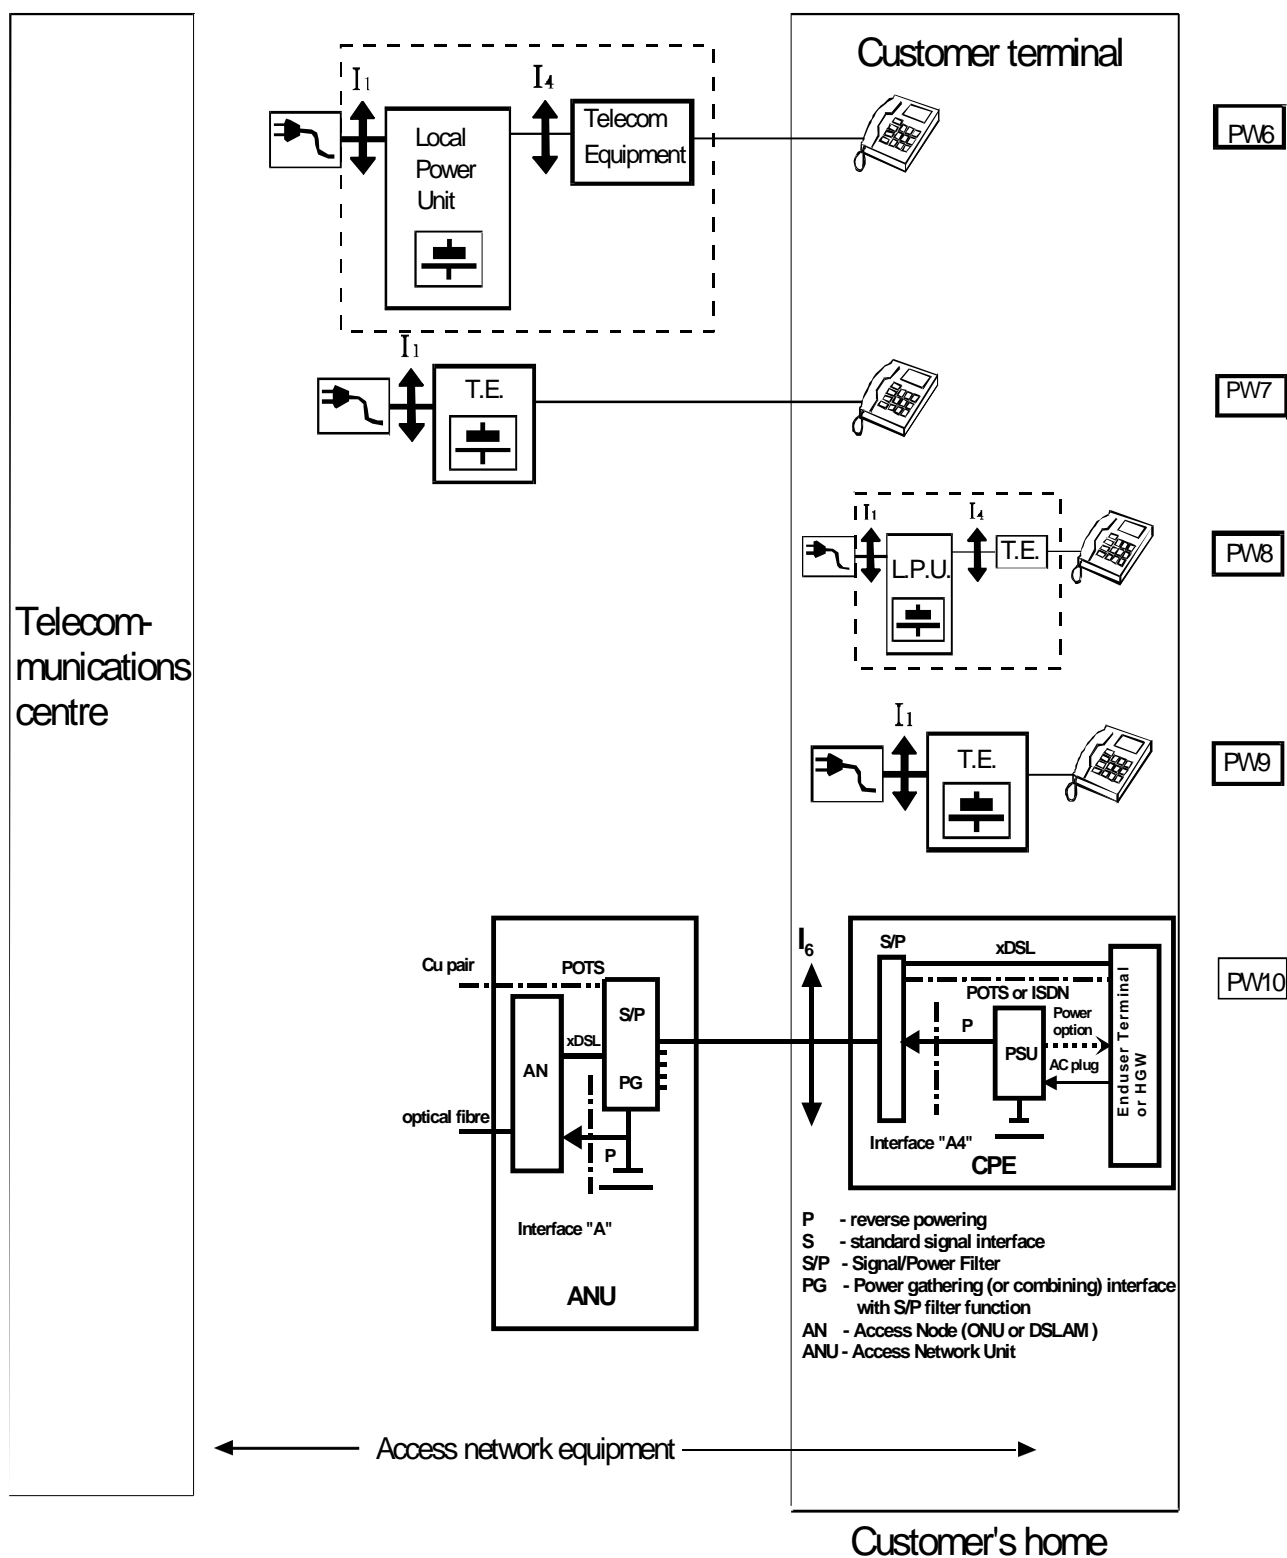 Customer terminal
I1
I4
Local
Power
Unit
Telecom
Equipment
PW6
I1
T.E.
PW7
I1
I4
L.P.U.
T.E.
PW8
Telecom-
munications
centre
I1
T.E.
PW9
Cu pair
POTS
S/P
xDSL
AN
PG
optical fibre
P
Interface "A"
ANU
I6
S/P
xDSL
POTS or ISDN
P
Power
option
PSU
AC plug
Enduser Terminal
or HGW
Interface "A4"
CPE
PW10
P - reverse powering
S - standard signal interface
S/P - Signal/Power Filter
PG - Power gathering (or combining) interface
with S/P filter function
AN - Access Node (ONU or DSLAM )
ANU - Access Network Unit
Access network equipment
Customer's home